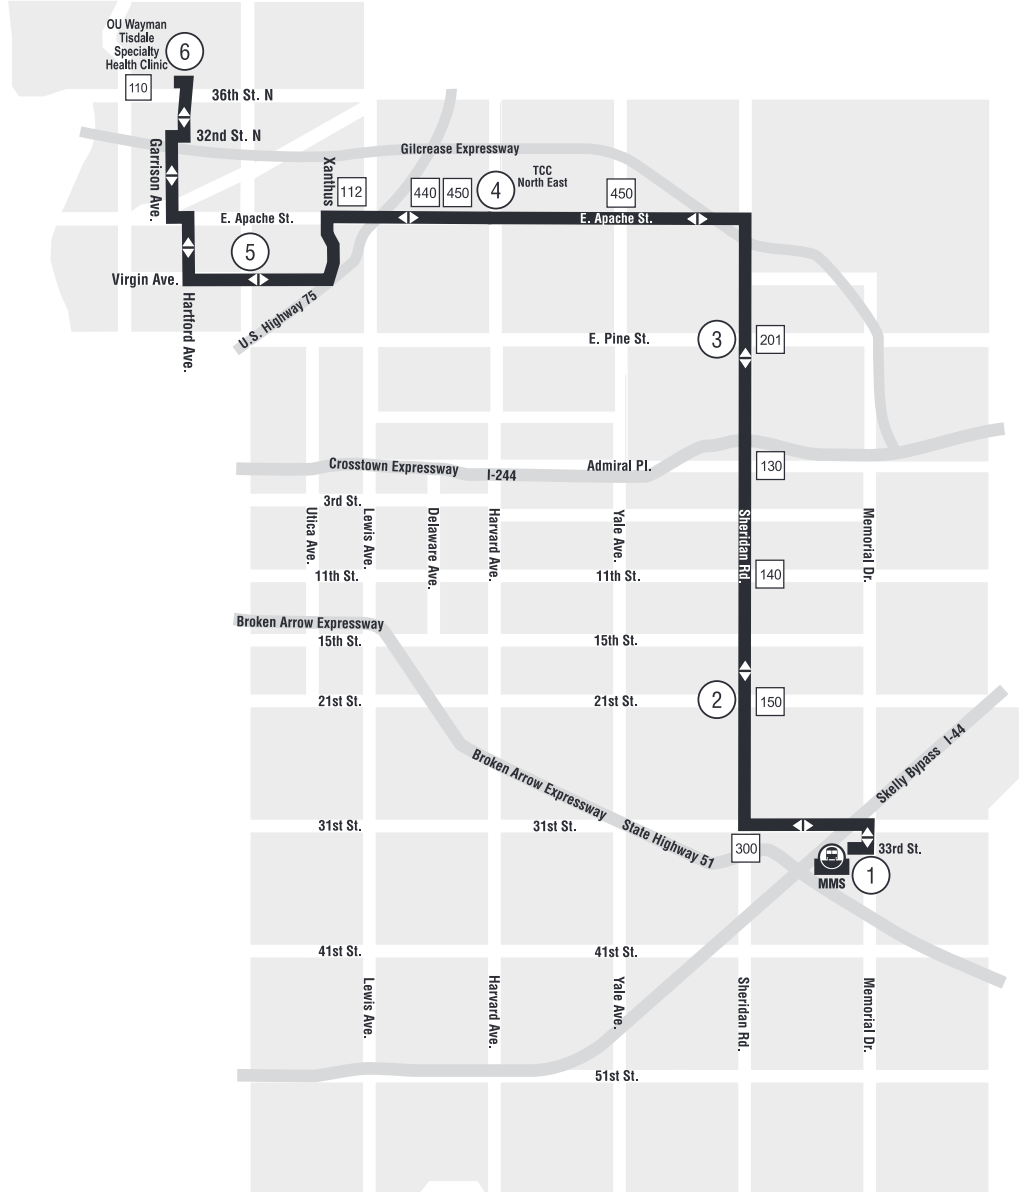 OU Wayman
Tisdale
Specialty
Health Clinic
6
110
36th St. N
32nd St. N
Garrison Ave.
Gilcrease Expressway
Xanthus
112
440
450
4
TCC
North East
450
E. Apache St.
E. Apache St.
5
Virgin Ave.
Hartford Ave.
U.S. Highway 75
E. Pine St.
3
201
Crosstown Expressway
I-244
Admiral Pl.
130
3rd St.
Utica Ave.
Lewis Ave.
Delaware Ave.
Harvard Ave.
Yale Ave.
Sheridan Rd.
Memorial Dr.
11th St.
11th St.
140
Broken Arrow Expressway
15th St.
15th St.
21st St.
21st St.
2
150
Broken Arrow Expressway
State Highway 51
Skelly Bypass I-44
31st St.
31st St.
300
33rd St.
MMS
1
41st St.
41st St.
Lewis Ave.
Harvard Ave.
Yale Ave.
Sheridan Rd.
Memorial Dr.
51st St.